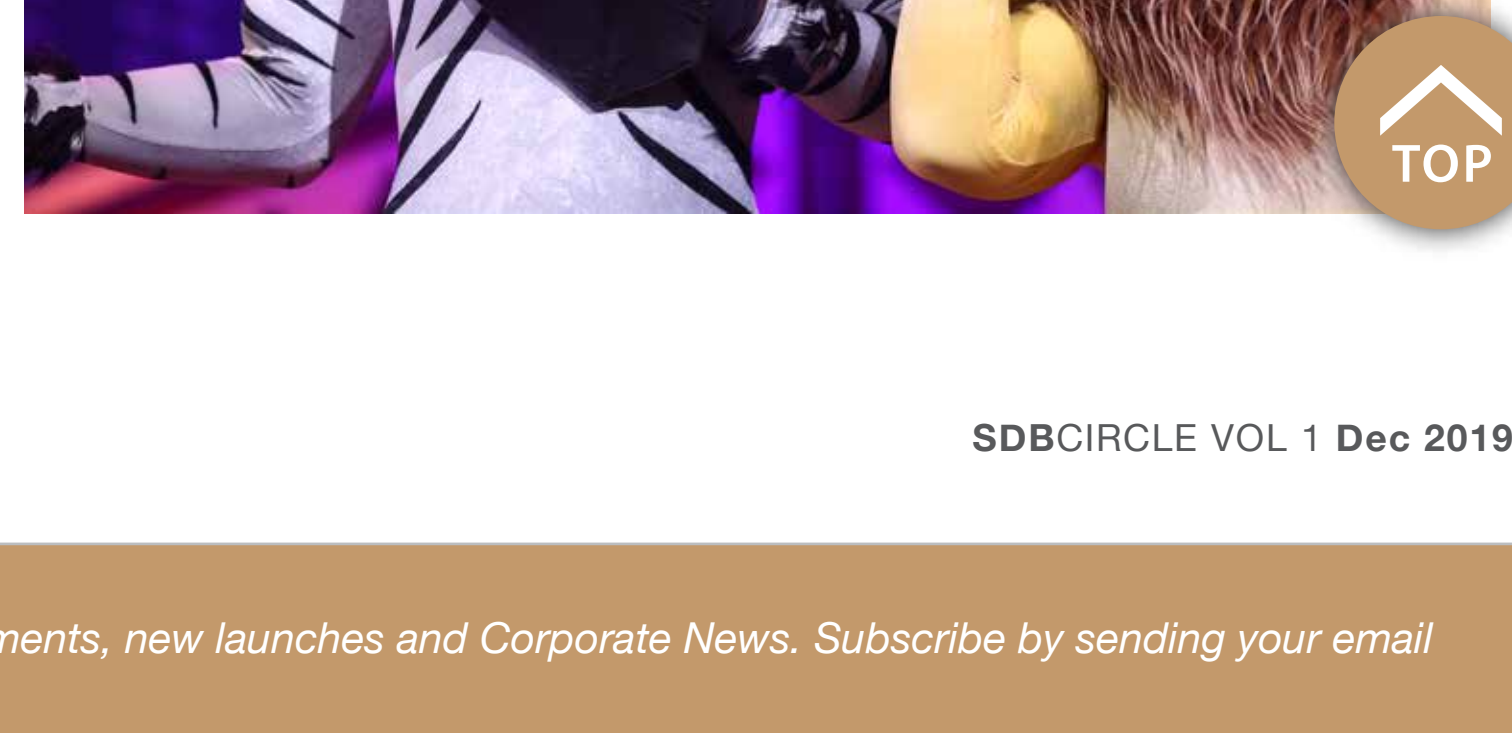 TOP
SDBCIRCLE VOL 1 Dec 2019
ments, new launches and Corporate News. Subscribe by sending your email